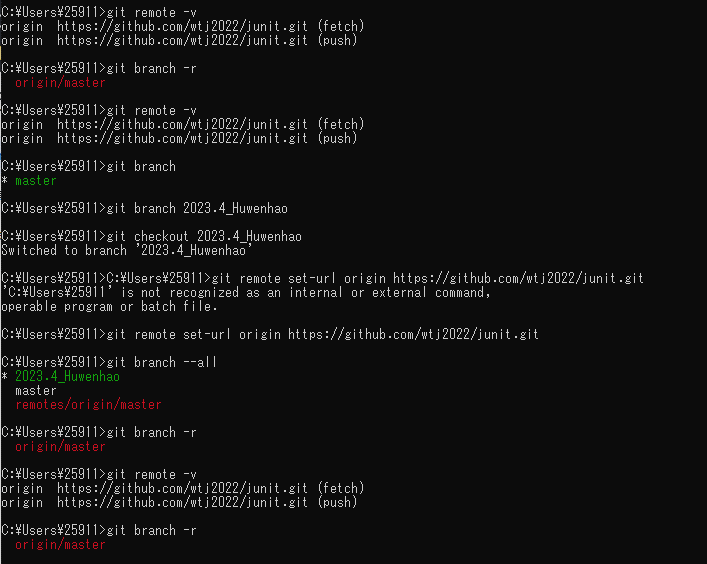 C:¥Users¥25911>git remote -v
origin  https://github.com/wtj2022/junit.git (fetch)
origin  https://github.com/wtj2022/junit.git (push)
C:¥Users¥25911>git branch -r
  origin/master
C:¥Users¥25911>git remote -v
origin  https://github.com/wtj2022/junit.git (fetch)
origin  https://github.com/wtj2022/junit.git (push)
C:¥Users¥25911>git branch
* master
C:¥Users¥25911>git branch 2023.4_Huwenhao
C:¥Users¥25911>git checkout 2023.4_Huwenhao
Switched to branch '2023.4_Huwenhao'
C:¥Users¥25911>C:¥Users¥25911>git remote set-url origin https://github.com/wtj2022/junit.git
'C:¥Users¥25911' is not recognized as an internal or external command,
operable program or batch file.
C:¥Users¥25911>git remote set-url origin https://github.com/wtj2022/junit.git
C:¥Users¥25911>git branch --all
* 2023.4_Huwenhao
  master
  remotes/origin/master
C:¥Users¥25911>git branch -r
  origin/master
C:¥Users¥25911>git remote -v
origin  https://github.com/wtj2022/junit.git (fetch)
origin  https://github.com/wtj2022/junit.git (push)
C:¥Users¥25911>git branch -r
  origin/master